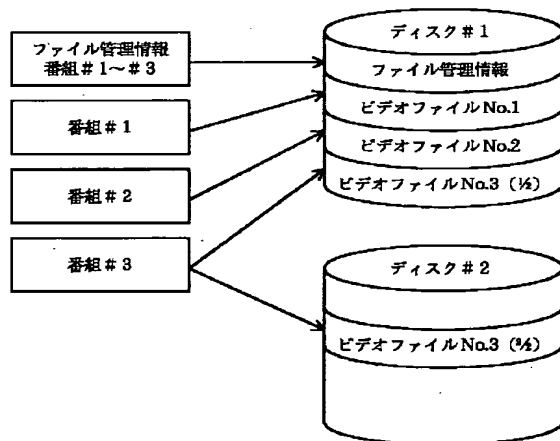 ファイル管理情報
番組＃1～＃3
番組＃1
番組＃2
番組＃3
ディスク＃1
ファイル管理情報
ビデオファイルNo.1
ビデオファイルNo.2
ビデオファイルNo.3（½）
ディスク＃2
ビデオファイルNo.3（²⁄₂）